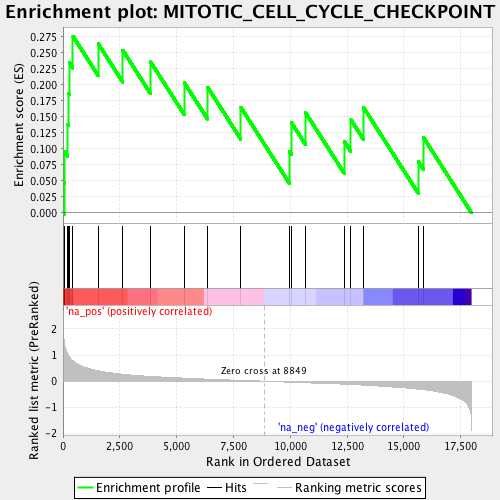 Enrichment plot: MITOTIC_CELL_CYCLE_CHECKPOINT
Enrichment score (ES)
0.275
0.250
0.225
0.200
0.175
0.150
0.125
0.100
0.075
0.050
0.025
0.000
'na_pos' (positively correlated)
Ranked list metric (PreRanked)
2
1
0
-1
-2
Zero cross at 8849
'na_neg' (negatively correlated)
0 2,500 5,000 7,500 10,000 12,500 15,000 17,500
Rank in Ordered Dataset
Enrichment profile Hits Ranking metric scores